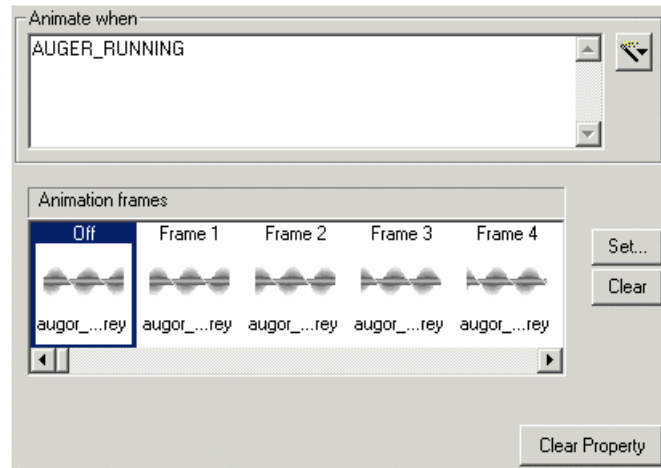 Animate when
AUGER_RUNNING
Animation frames
Off Frame 1 Frame 2 Frame 3 Frame 4
augor_...rey augor_...rey augor_...rey augor_...rey augor_...rey
Set...
Clear
Clear Property